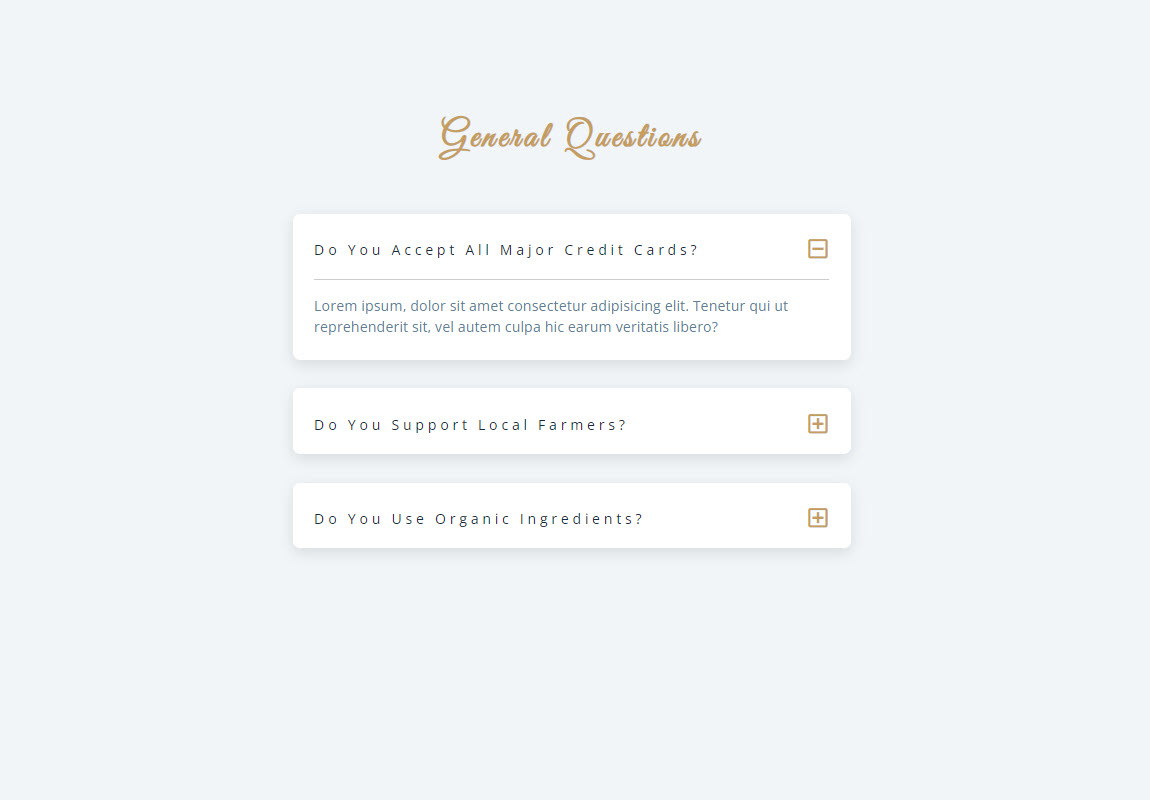 General Questions
Do You Accept All Major Credit Cards?
Lorem ipsum, dolor sit amet consectetur adipisicing elit. Tenetur qui ut
reprehenderit sit, vel autem culpa hic earum veritatis libero?
Do You Support Local Farmers?
Do You Use Organic Ingredients?